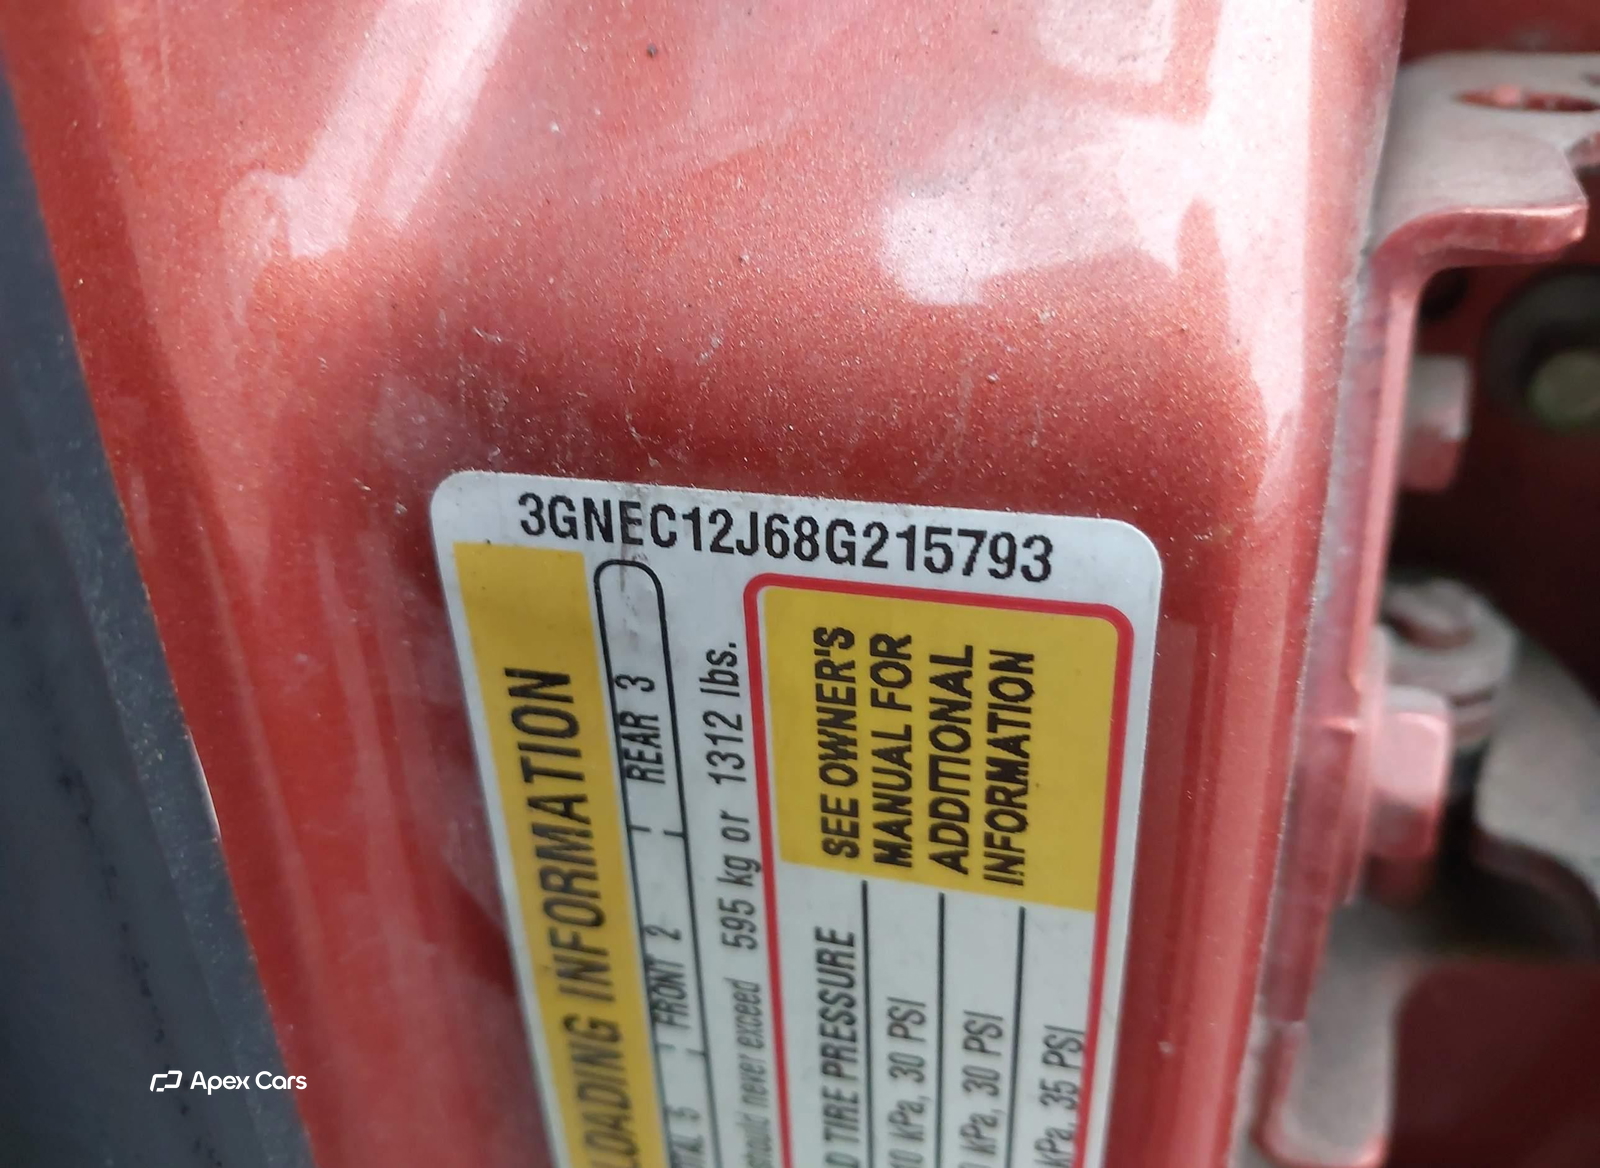 3GNEC12J68G215793
LOADING INFORMATION
5 FRONT 2 REAR 3
should never exceed 595 kg or 1312 lbs.
TIRE PRESSURE
SEE OWNER'S
MANUAL FOR
ADDITIONAL
INFORMATION
kPa, 30 PSI
kPa, 30 PSI
kPa, 35 PSI
Apex Cars